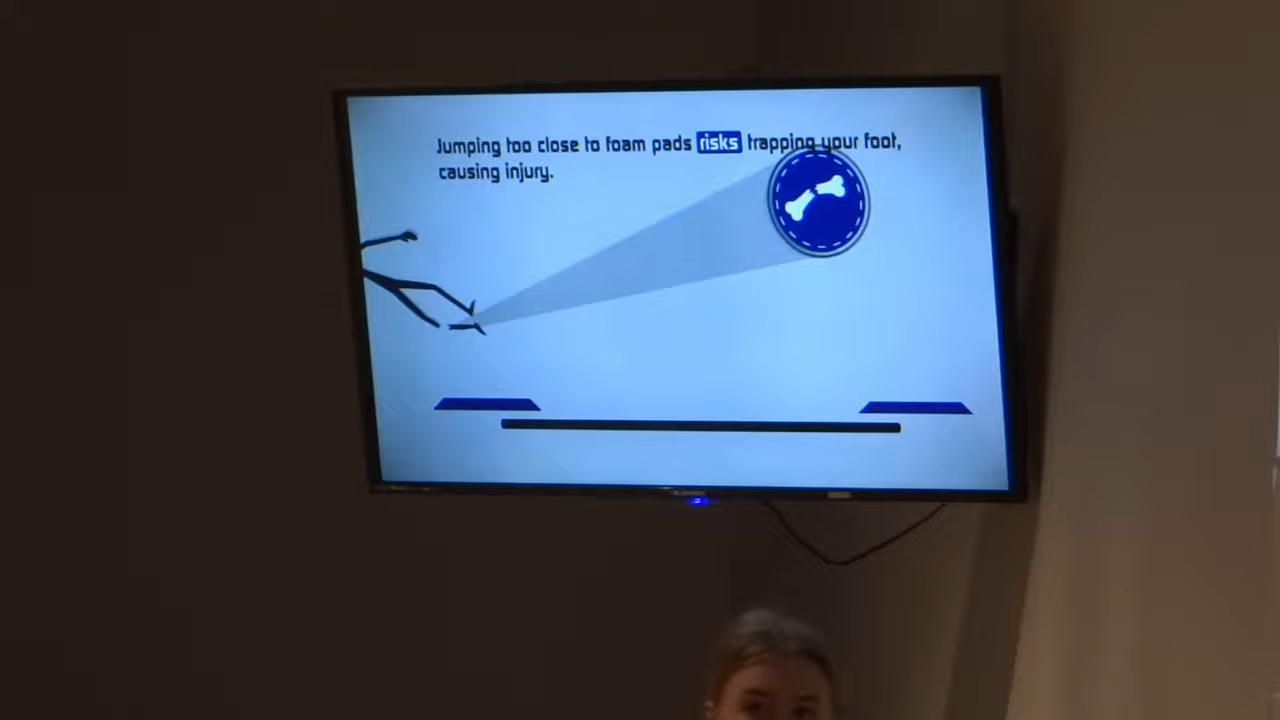 Jumping too close to foam pads risks trapping your foot,
causing injury.